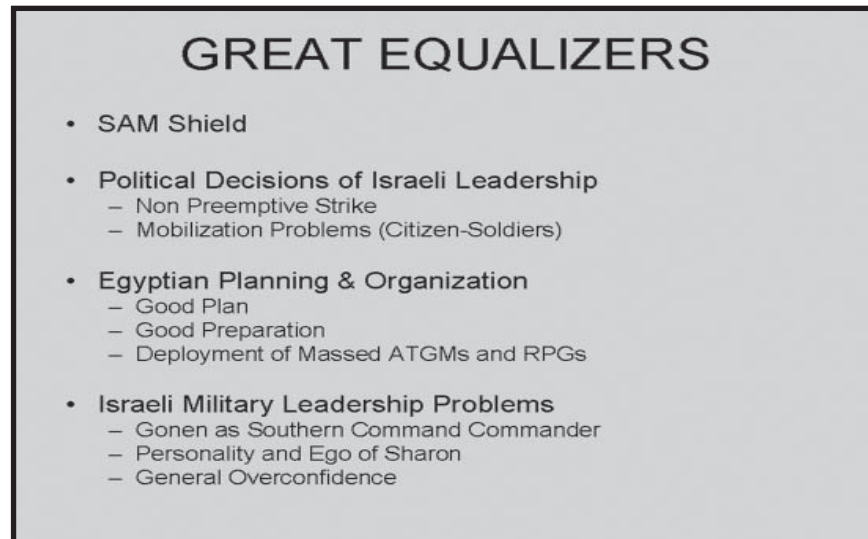 GREAT EQUALIZERS
• SAM Shield
• Political Decisions of Israeli Leadership
– Non Preemptive Strike
– Mobilization Problems (Citizen-Soldiers)
• Egyptian Planning & Organization
– Good Plan
– Good Preparation
– Deployment of Massed ATGMs and RPGs
• Israeli Military Leadership Problems
– Gonen as Southern Command Commander
– Personality and Ego of Sharon
– General Overconfidence